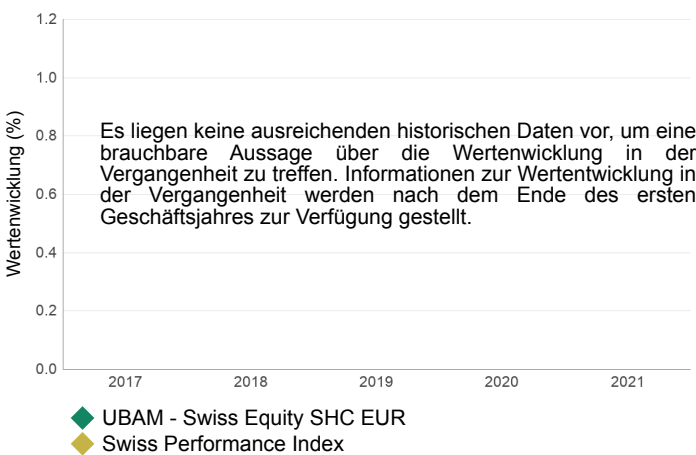 1.2
1.0
0.8
0.6
0.4
0.2
0.0
Wertenwicklung (%)
Es liegen keine ausreichenden historischen Daten vor, um eine
brauchbare Aussage über die Wertenwicklung in der
Vergangenheit zu treffen. Informationen zur Wertentwicklung in
der Vergangenheit werden nach dem Ende des ersten
Geschäftsjahres zur Verfügung gestellt.
2017 2018 2019 2020 2021
UBAM - Swiss Equity SHC EUR
Swiss Performance Index